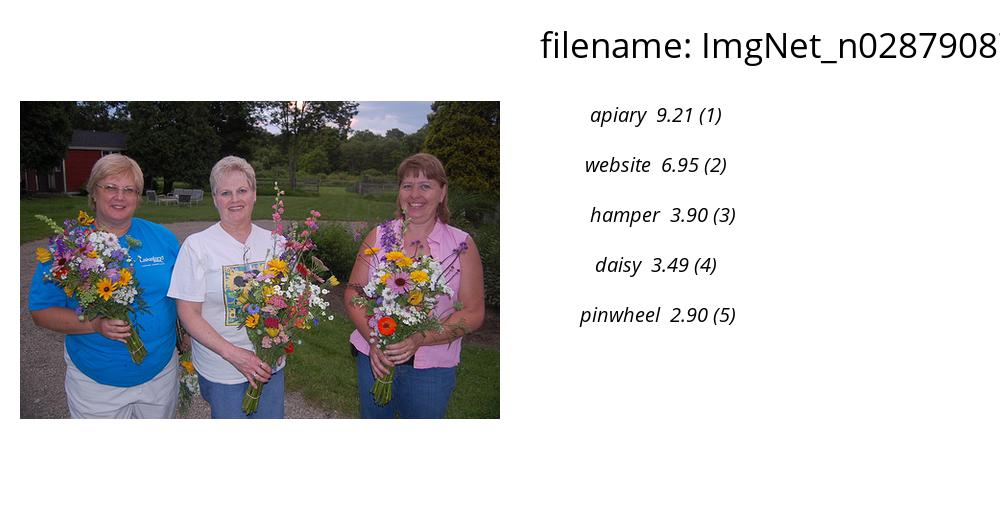 filename: ImgNet_n0287908
apiary 9.21 (1)
website 6.95 (2)
hamper 3.90 (3)
daisy 3.49 (4)
pinwheel 2.90 (5)